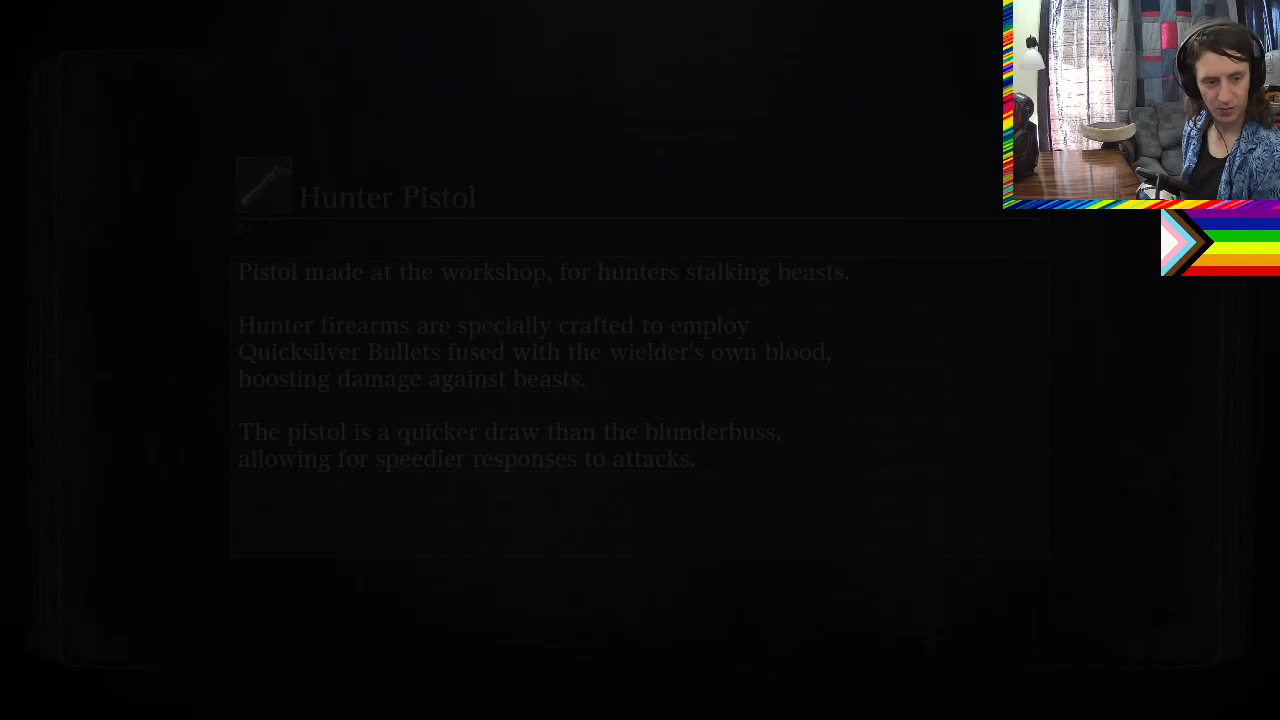 Hunter Pistol
Pistol made at the workshop, for hunters stalking beasts.
Hunter firearms are specially crafted to employ
Quicksilver Bullets fused with the wielder's own blood,
boosting damage against beasts.
The pistol is a quicker draw than the blunderbuss,
allowing for speedier responses to attacks.